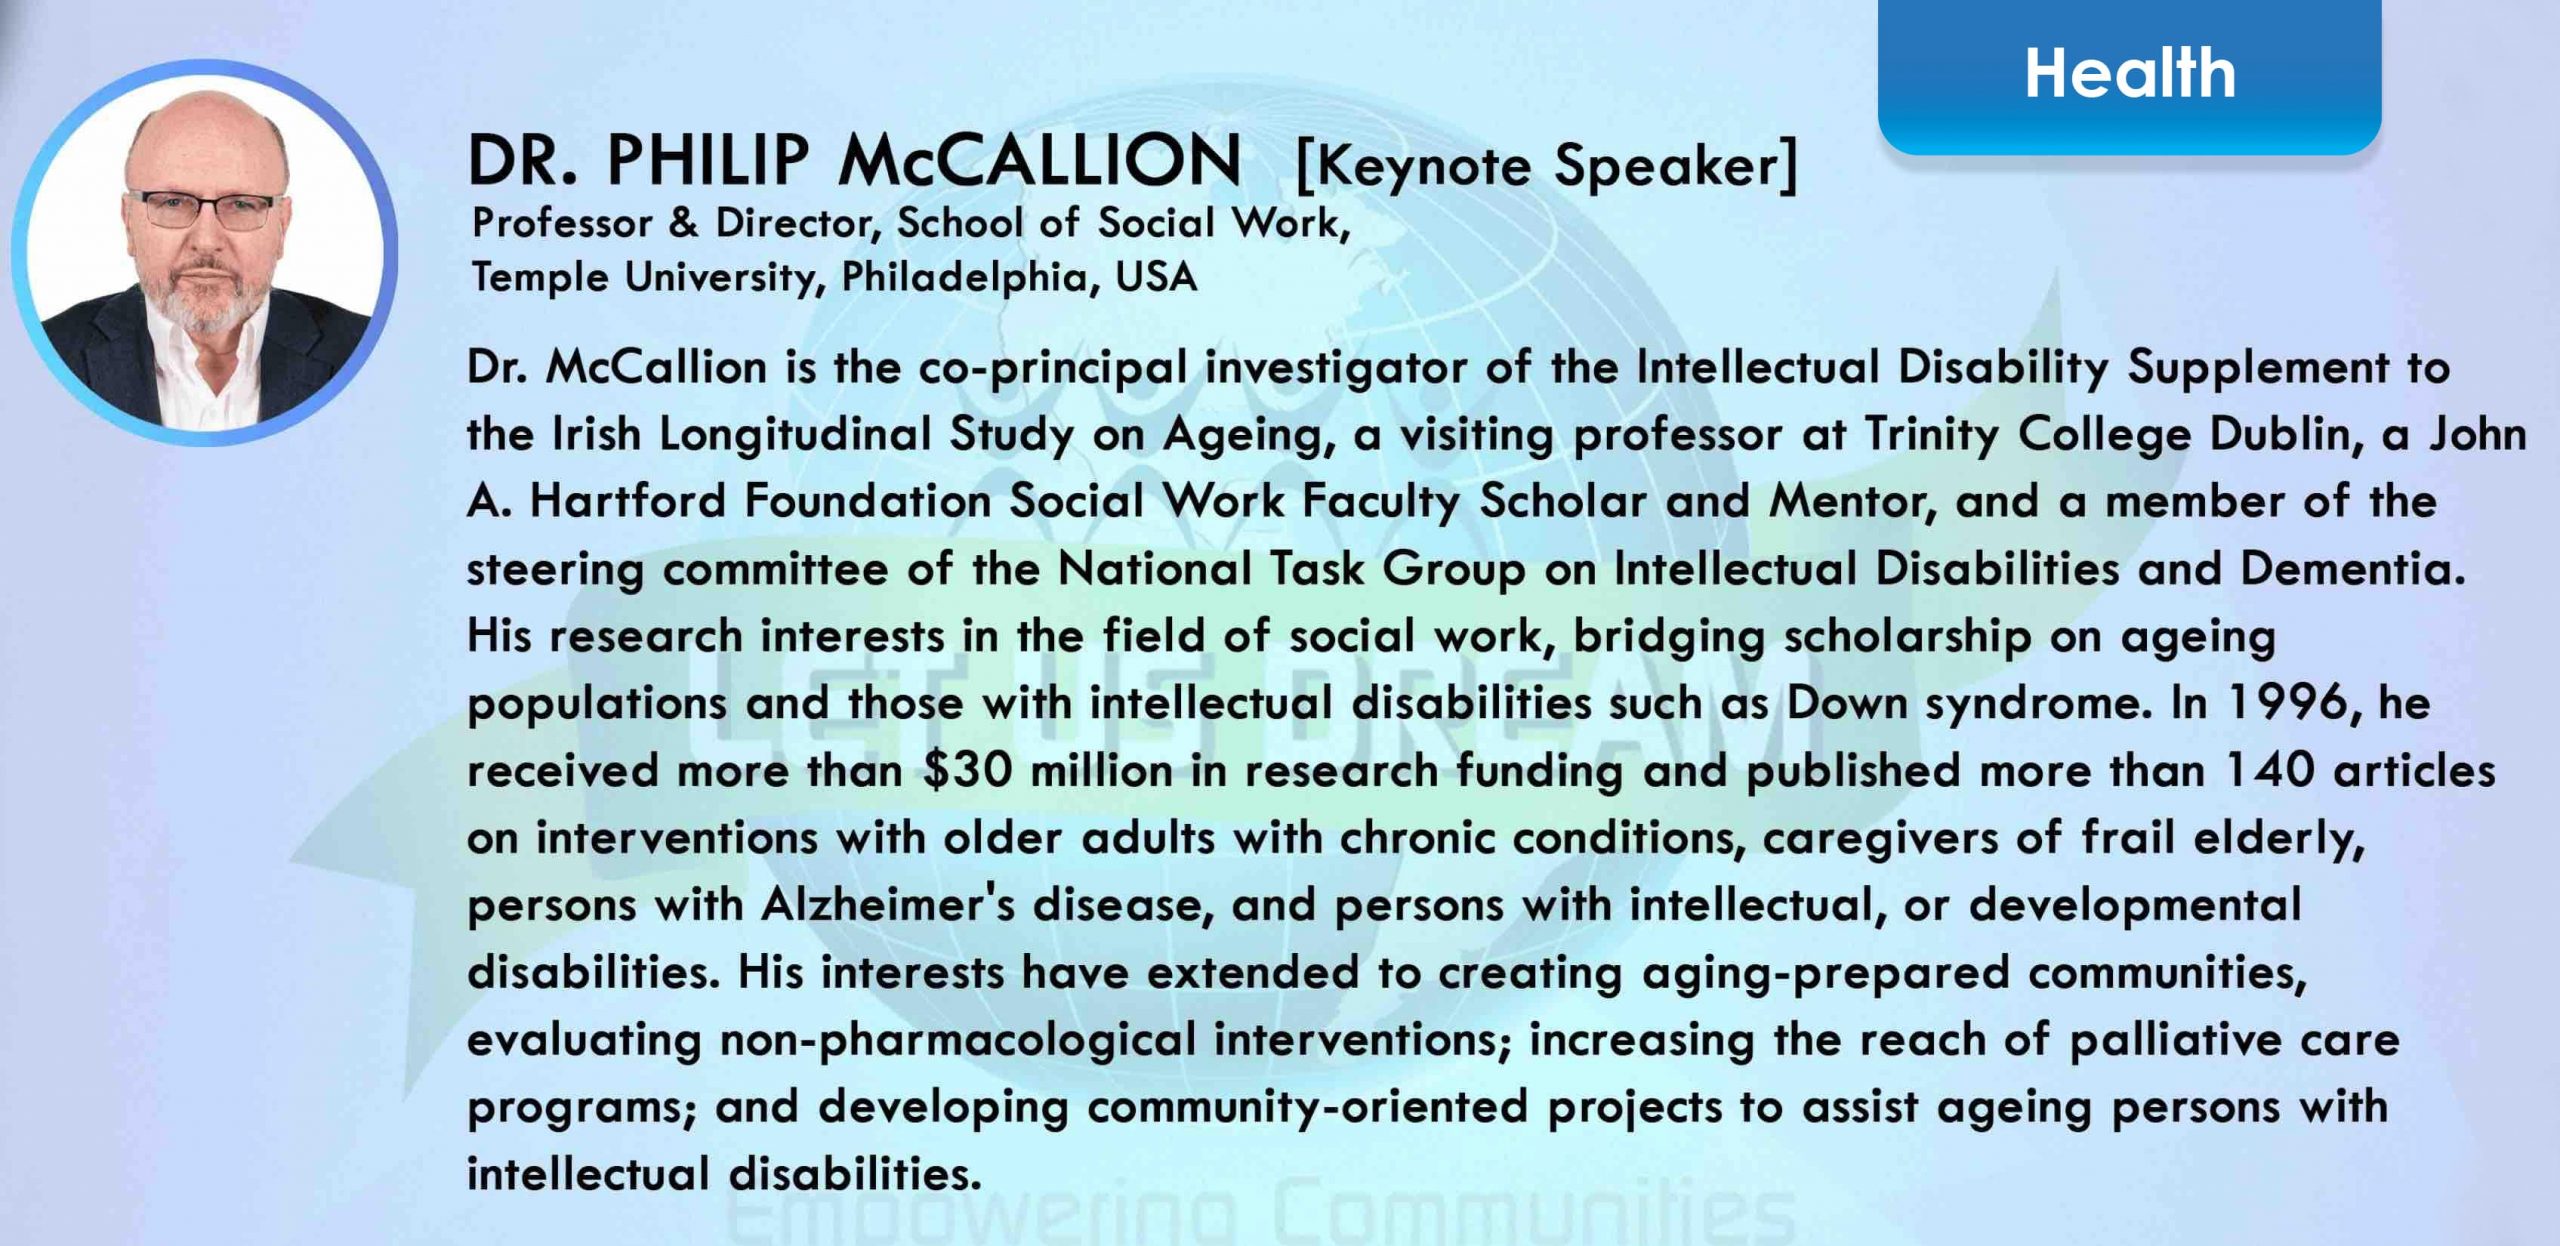 Health
DR. PHILIP McCALLION [Keynote Speaker]
Professor & Director, School of Social Work,
Temple University, Philadelphia, USA
Dr. McCallion is the co-principal investigator of the Intellectual Disability Supplement to
the Irish Longitudinal Study on Ageing, a visiting professor at Trinity College Dublin, a John
A. Hartford Foundation Social Work Faculty Scholar and Mentor, and a member of the
steering committee of the National Task Group on Intellectual Disabilities and Dementia.
His research interests in the field of social work, bridging scholarship on ageing
populations and those with intellectual disabilities such as Down syndrome. In 1996, he
received more than $30 million in research funding and published more than 140 articles
on interventions with older adults with chronic conditions, caregivers of frail elderly,
persons with Alzheimer's disease, and persons with intellectual, or developmental
disabilities. His interests have extended to creating aging-prepared communities,
evaluating non-pharmacological interventions; increasing the reach of palliative care
programs; and developing community-oriented projects to assist ageing persons with
intellectual disabilities.
LET US DREAM
Empowering Communities